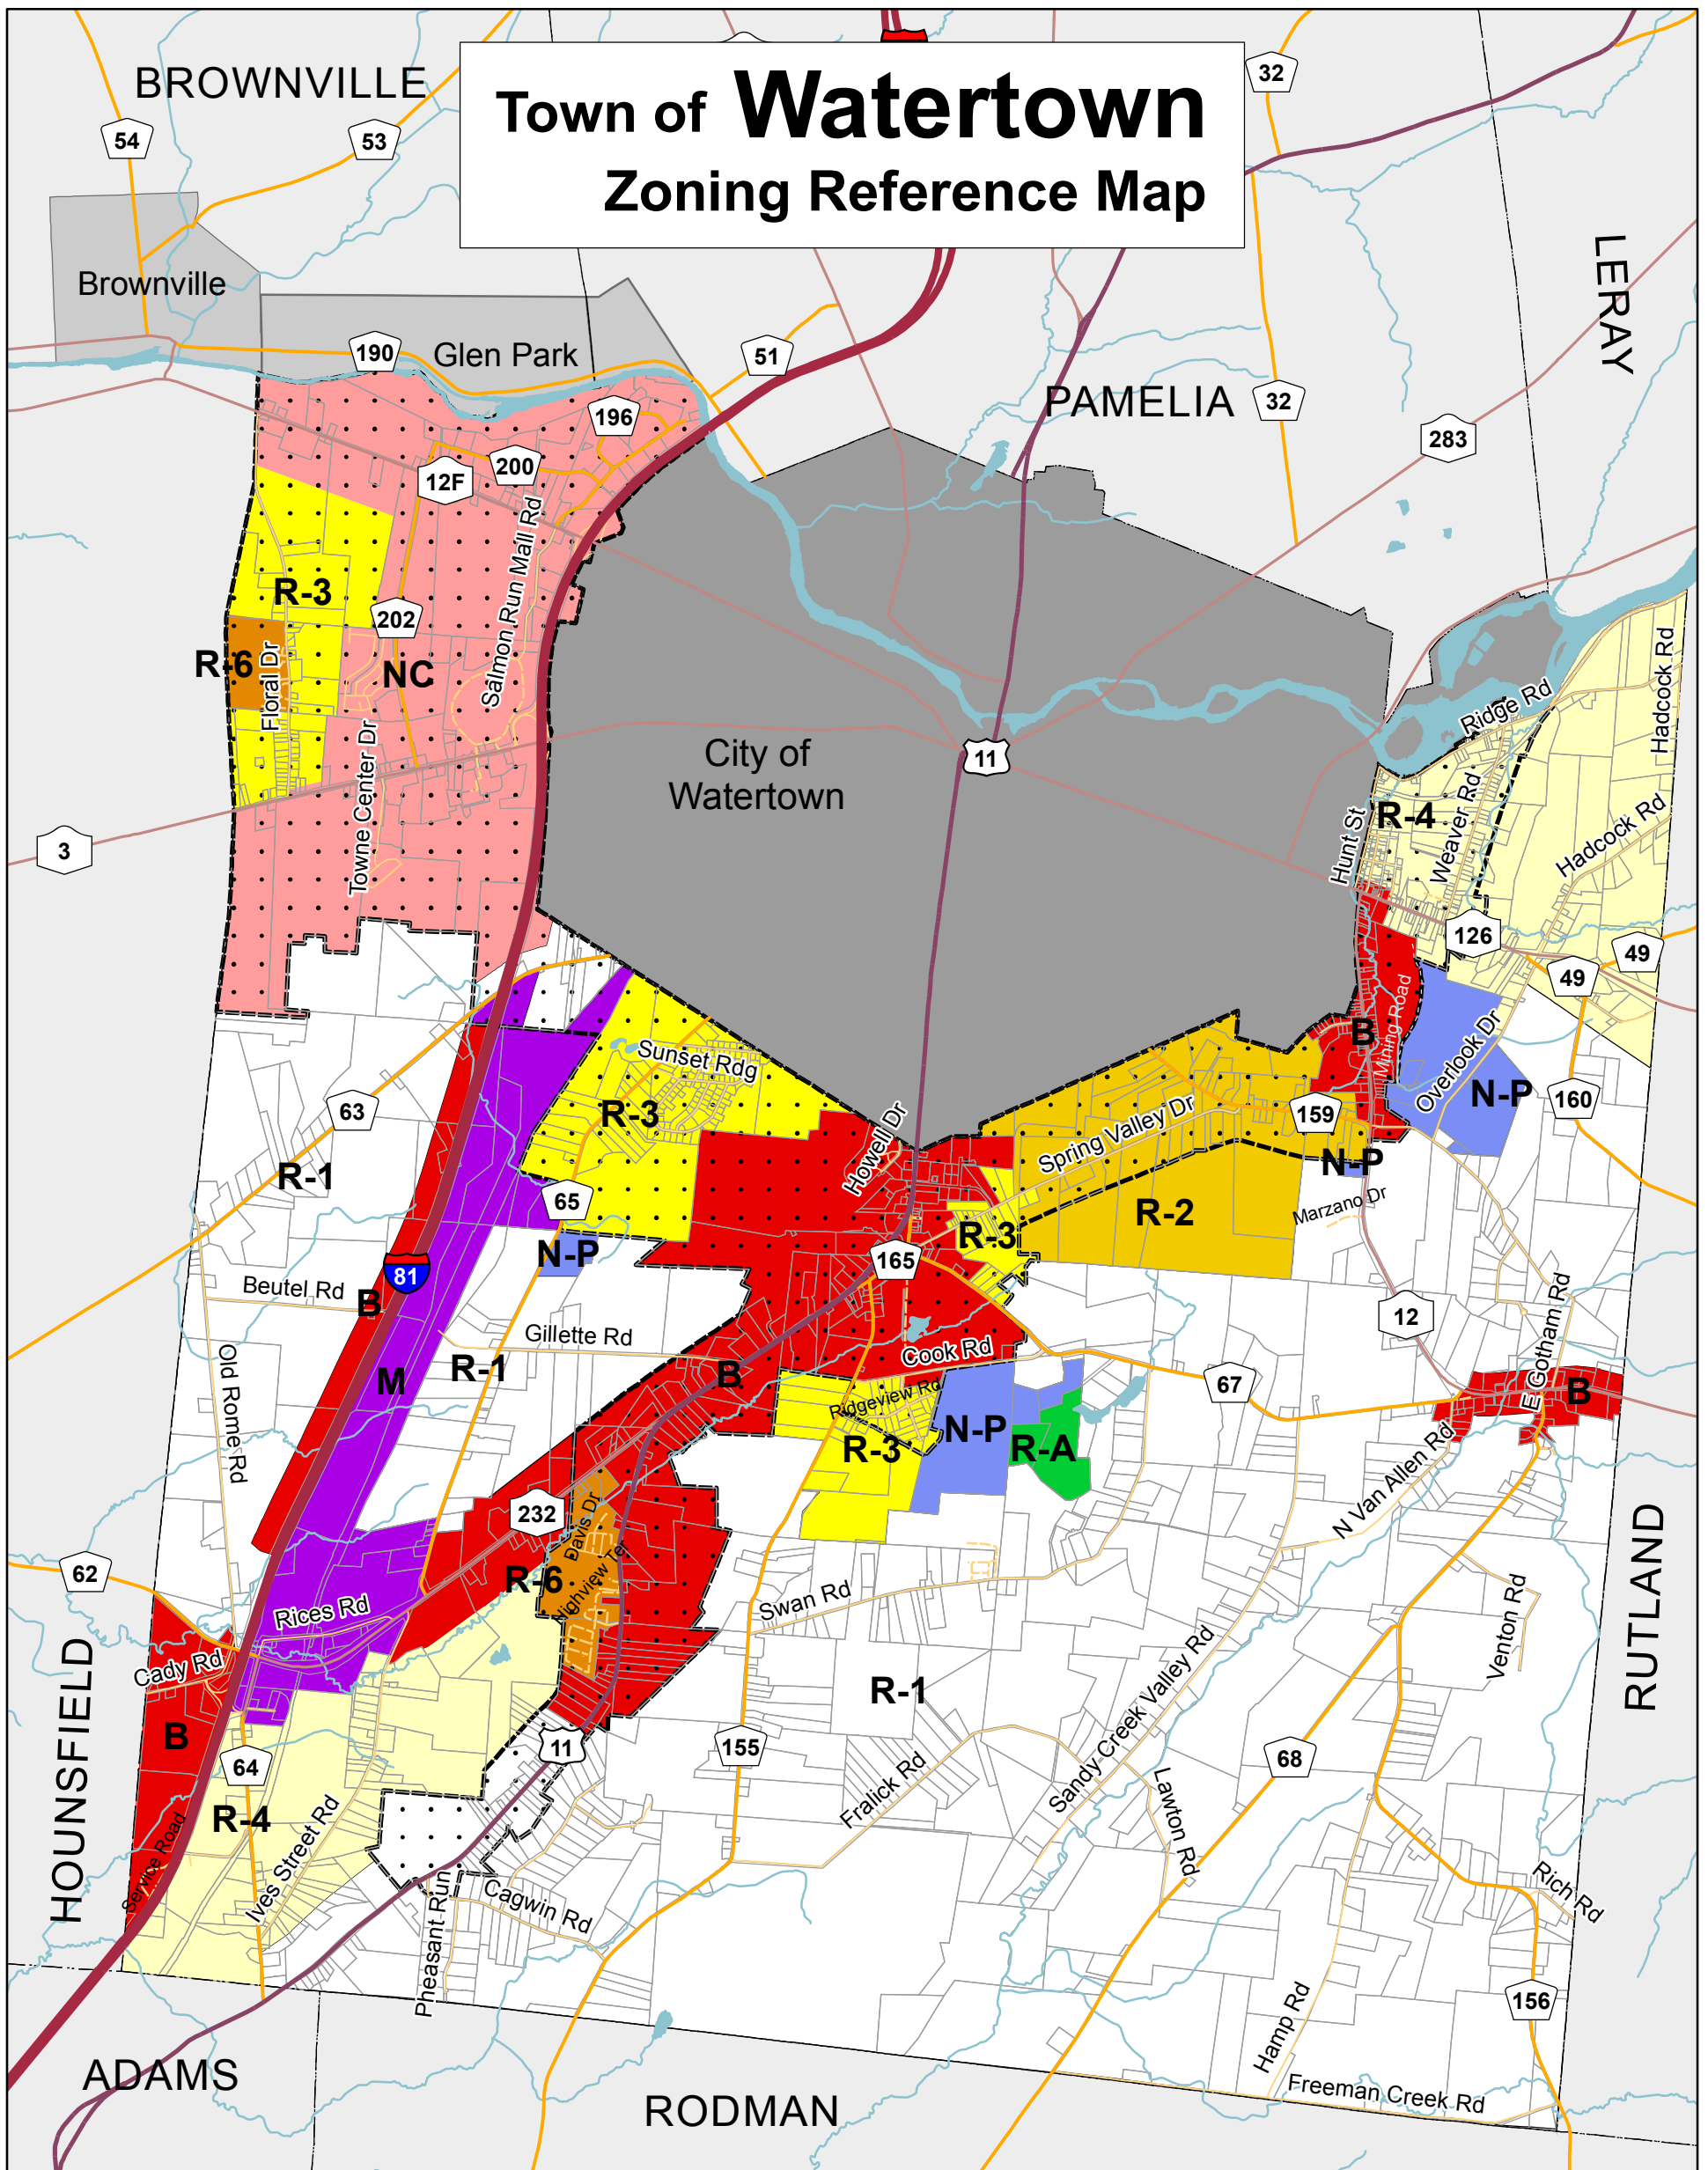 Town of Watertown
Zoning Reference Map
BROWNVILLE
54
53
32
Brownville
LERAY
190
Glen Park
51
PAMELIA
32
283
196
200
12F
Salmon Run Mall Rd
R-3
202
R-6
Floral Dr
NC
Hadcock Rd
Ridge Rd
City of
Watertown
11
3
Towne Center Dr
Hunt St
R-4
Weaver Rd
Hadcock Rd
126
49
49
Sunset Rdg
B
Mining Road
Overlook Dr
63
R-3
Howell Dr
Spring Valley Dr
159
N-P
160
R-1
N-P
65
R-2
Marzano Dr
N-P
R-3
165
81
Beutel Rd
B
12
E Gotham Rd
Gillette Rd
Old Rome Rd
M
R-1
B
Cook Rd
67
B
Ridgeview Rd
N-P
R-3
R-A
N Van Allen Rd
232
Davis Dr
R-6
Highview Ter
62
Rices Rd
Swan Rd
Venton Rd
RUTLAND
Cady Rd
HOUNSFIELD
R-1
Sandy Creek Valley Rd
B
11
155
68
64
R-4
Fralick Rd
Lawton Rd
Service Road
Ives Street Rd
Cagwin Rd
Pheasant Run
Rich Rd
156
Hamp Rd
ADAMS
RODMAN
Freeman Creek Rd